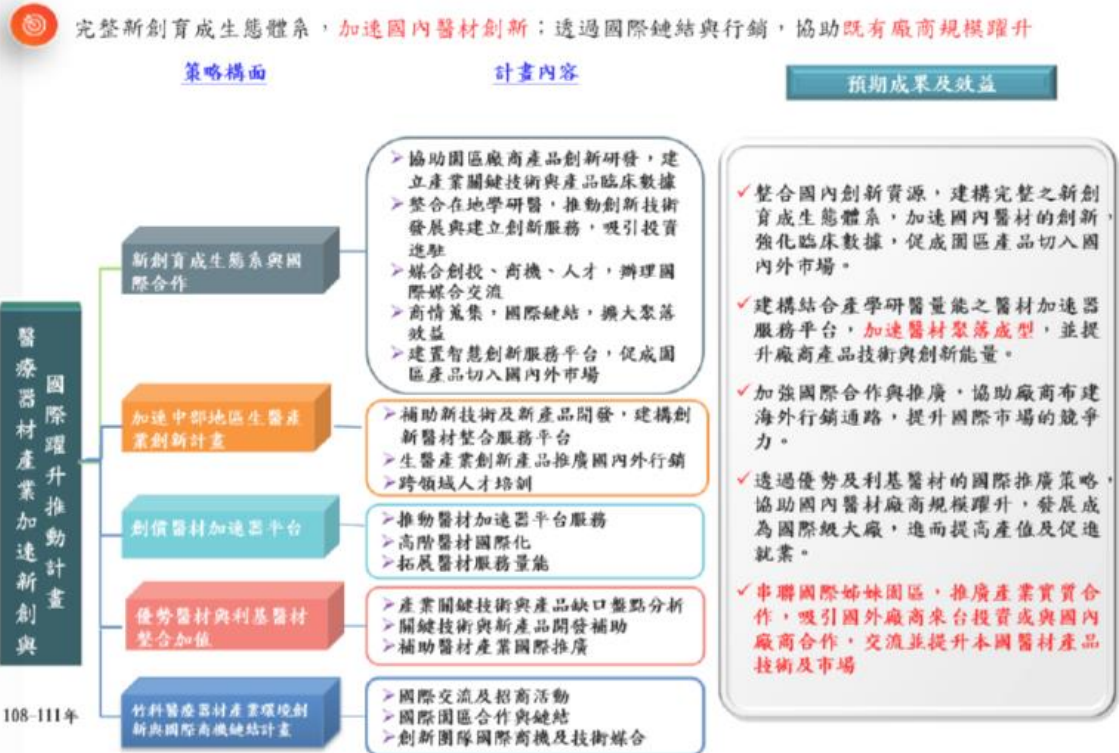 完整新創育成生態體系，加速國內醫材創新；透過國際鏈結與行銷，協助既有廠商規模躍升
策略構面
計畫內容
預期成果及效益
醫療器材產業加速新創與
國際躍升推動計畫
108-111年
新創育成生態系與國
際合作
➢協助園區廠商產品創新研發，建
立產業關鍵技術與產品臨床數據
➢整合在地學研醫，推動創新技術
發展與建立創新服務，吸引投資
進駐
➢媒合創投、商機、人才，辦理國
際媒合交流
➢商情蒐集，國際鏈結，擴大聚落
效益
➢建置智慧創新服務平台，促成園
區產品切入國內外市場
加速中部地區生醫產
業創新計畫
➢補助新技術及新產品開發，建構創
新醫材整合服務平台
➢生醫產業創新產品推廣國內外行銷
➢跨領域人才培訓
創價醫材加速器平台
➢推動醫材加速器平台服務
➢高階醫材國際化
➢拓展醫材服務量能
優勢醫材與利基醫材
整合加值
➢產業關鍵技術與產品缺口盤點分析
➢關鍵技術與新產品開發補助
➢補助醫材產業國際推廣
竹科醫療器材產業環境創
新與國際商機鏈結計畫
➢國際交流及招商活動
➢國際園區合作與鏈結
➢創新團隊國際商機及技術媒合
✓整合國內創新資源，建構完整之新創
育成生態體系，加速國內醫材的創新，
強化臨床數據，促成園區產品切入國
內外市場。
✓建構結合產學研醫量能之醫材加速器
服務平台，加速醫材聚落成型，並提
升廠商產品技術與創新能量。
✓加強國際合作與推廣，協助廠商布建
海外行銷通路，提升國際市場的競爭
力。
✓透過優勢及利基醫材的國際推廣策略，
協助國內醫材廠商規模躍升，發展成
為國際級大廠，進而提高產值及促進
就業。
✓串聯國際姊妹園區，推廣產業實質合
作，吸引國外廠商來台投資或與國內
廠商合作，交流並提升本國醫材產品
技術及市場